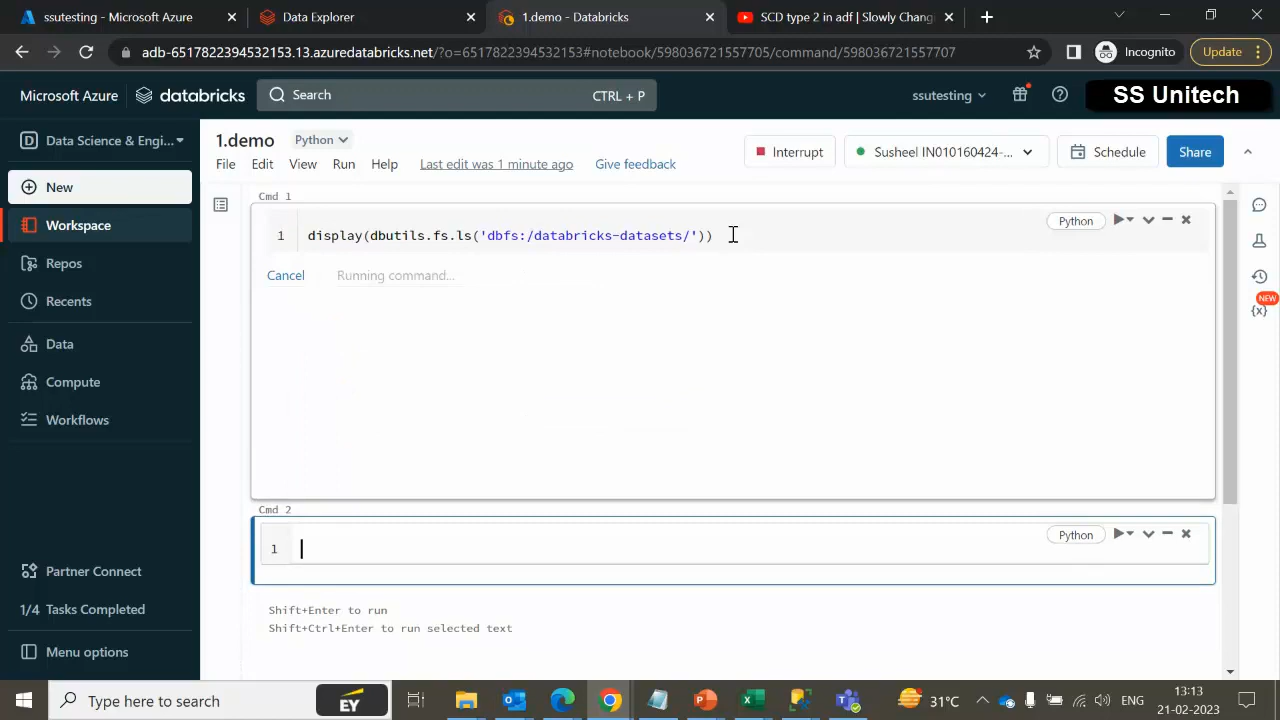 ssutesting - Microsoft Azure
Data Explorer
1.demo - Databricks
SCD type 2 in adf | Slowly Chang
adb-6517822394532153.13.azuredatabricks.net/?o=6517822394532153#notebook/598036721557705/command/598036721557707
Incognito
Update
Microsoft Azure
databricks
Search
CTRL + P
ssutesting
SS Unitech
Data Science & Engi...
1.demo
Python
File
Edit
View
Run
Help
Last edit was 1 minute ago
Give feedback
Interrupt
Susheel IN010160424-...
Schedule
Share
New
Workspace
Repos
Recents
Data
Compute
Workflows
Partner Connect
1/4 Tasks Completed
Menu options
Cmd 1
Python
1 display(dbutils.fs.ls('dbfs:/databricks-datasets/'))
Cancel
Running command...
NEW
{x}
Cmd 2
Python
1
Shift+Enter to run
Shift+Ctrl+Enter to run selected text
Type here to search
EY
31°C
ENG
13:13
21-02-2023